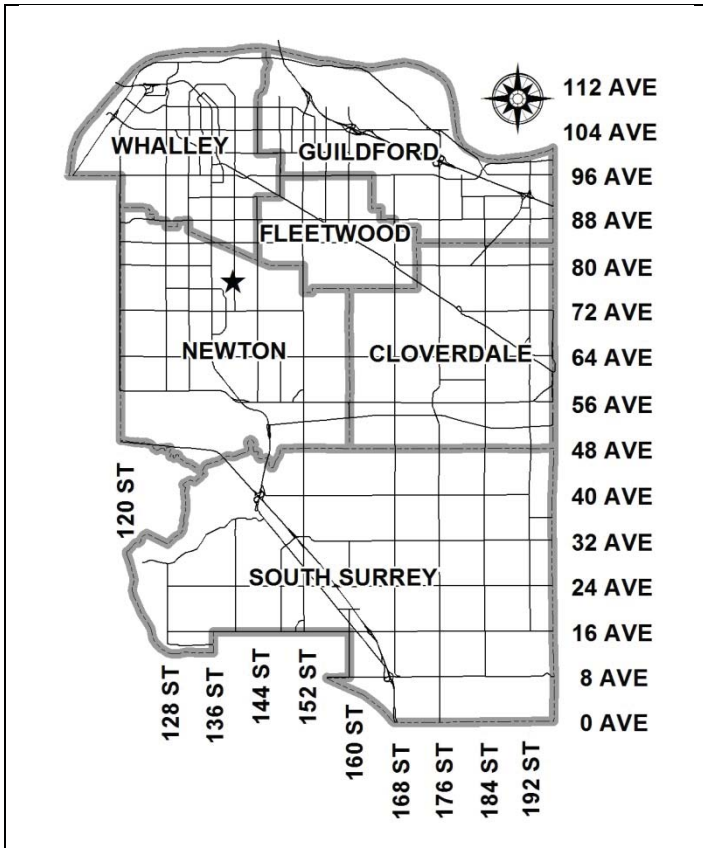 112 AVE
104 AVE
WHALLEY
GUILDFORD
96 AVE
88 AVE
FLEETWOOD
80 AVE
72 AVE
NEWTON
CLOVERDALE
64 AVE
56 AVE
48 AVE
120 ST
40 AVE
32 AVE
SOUTH SURREY
24 AVE
16 AVE
128 ST
136 ST
144 ST
152 ST
160 ST
8 AVE
0 AVE
168 ST
176 ST
184 ST
192 ST